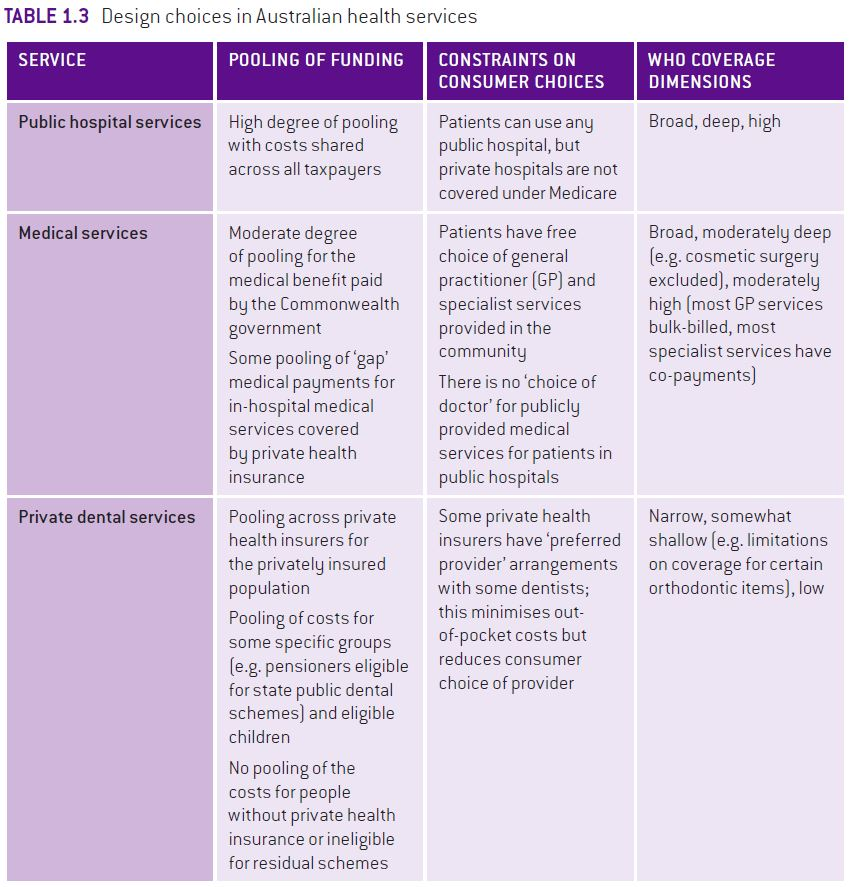 TABLE 1.3 Design choices in Australian health services
SERVICE
POOLING OF FUNDING
CONSTRAINTS ON
CONSUMER CHOICES
WHO COVERAGE
DIMENSIONS
Public hospital services
High degree of pooling
with costs shared
across all taxpayers
Patients can use any
public hospital, but
private hospitals are not
covered under Medicare
Broad, deep, high
Medical services
Moderate degree
of pooling for the
medical benefit paid
by the Commonwealth
government
Some pooling of ‘gap’
medical payments for
in-hospital medical
services covered
by private health
insurance
Patients have free
choice of general
practitioner (GP) and
specialist services
provided in the
community
There is no ‘choice of
doctor’ for publicly
provided medical
services for patients in
public hospitals
Broad, moderately deep
(e.g. cosmetic surgery
excluded), moderately
high (most GP services
bulk-billed, most
specialist services have
co-payments)
Private dental services
Pooling across private
health insurers for
the privately insured
population
Pooling of costs for
some specific groups
(e.g. pensioners eligible
for state public dental
schemes) and eligible
children
No pooling of the
costs for people
without private health
insurance or ineligible
for residual schemes
Some private health
insurers have ‘preferred
provider’ arrangements
with some dentists;
this minimises out-
of-pocket costs but
reduces consumer
choice of provider
Narrow, somewhat
shallow (e.g. limitations
on coverage for certain
orthodontic items), low